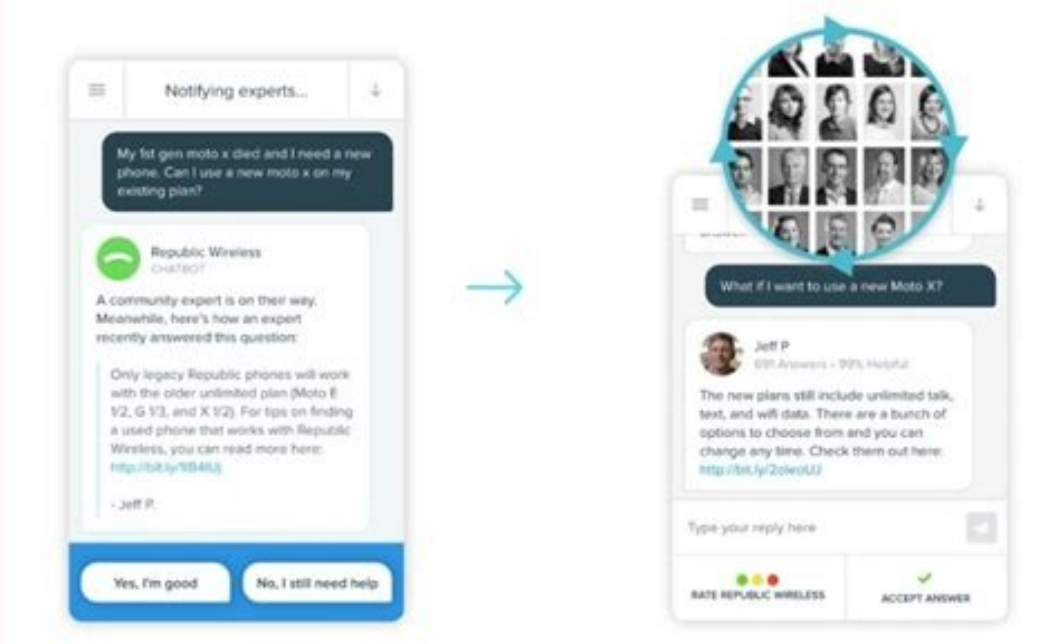 Notifying experts...
My 1st gen moto x died and I need a new
phone. Can I use a new moto x on my
existing plan?
Republic Wireless
CHATBOT
A community expert is on their way.
Meanwhile, here's how an expert
recently answered this question:
Only legacy Republic phones will work
with the older unlimited plan (Moto E
1/2, G 1/3, and X 1/2). For tips on finding
a used phone that works with Republic
Wireless, you can read more here:
- Jeff P.
Yes, I'm good
No, I still need help
What if I want to use a new Moto X?
Jeff P
691 Answers • 99% Helpful
The new plans still include unlimited talk,
text, and wifi data. There are a bunch of
options to choose from and you can
change any time. Check them out here:
http://bit.ly/2oleoUJ
Type your reply here
RATE REPUBLIC WIRELESS
ACCEPT ANSWER